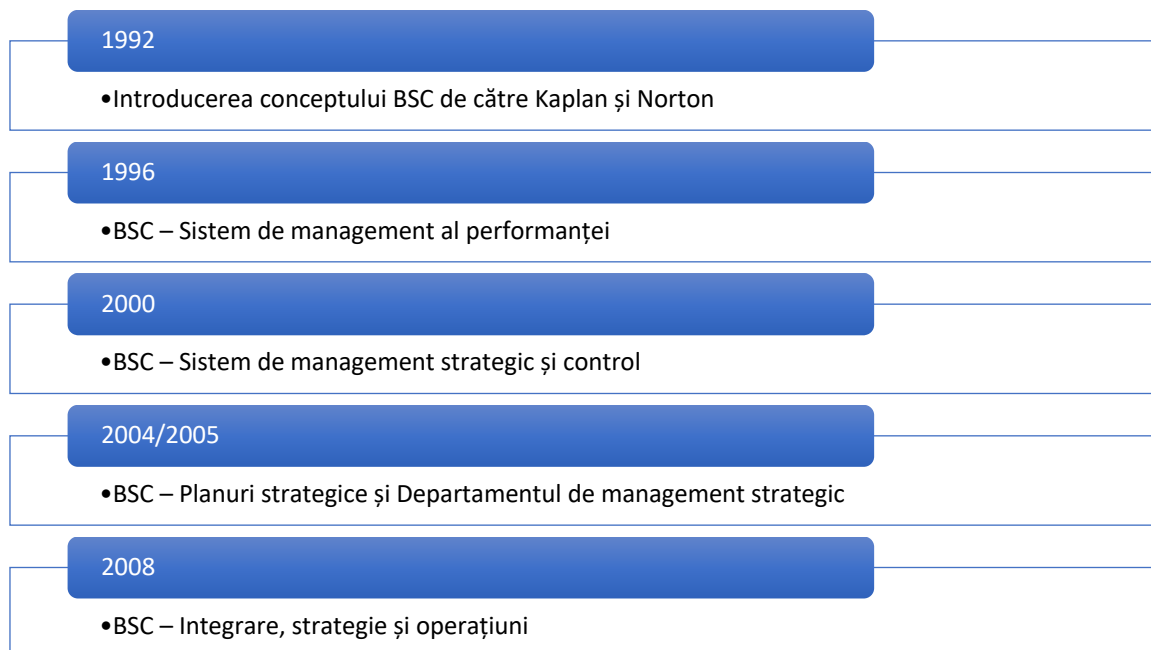 1992
•Introducerea conceptului BSC de către Kaplan și Norton
1996
•BSC – Sistem de management al performanței
2000
•BSC – Sistem de management strategic și control
2004/2005
•BSC – Planuri strategice și Departamentul de management strategic
2008
•BSC – Integrare, strategie și operațiuni